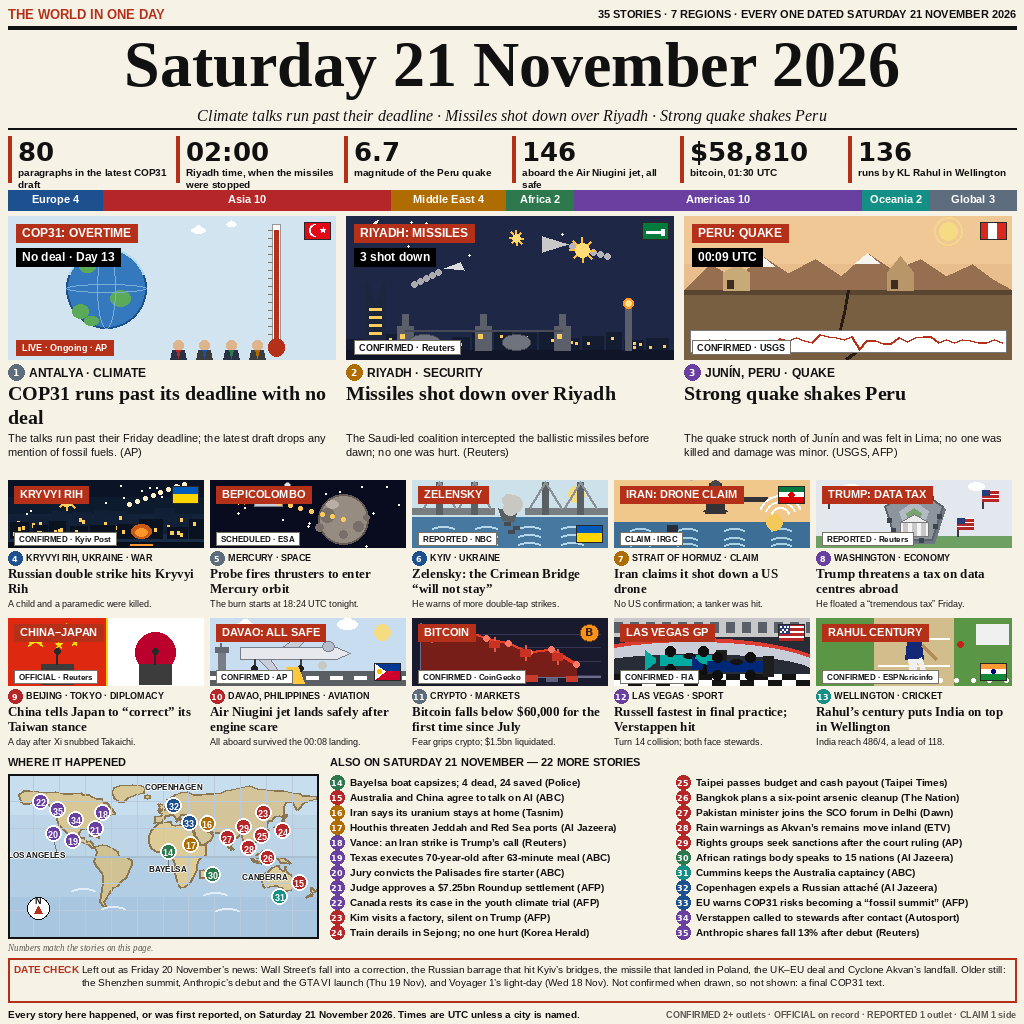 THE WORLD IN ONE DAY
35 STORIES · 7 REGIONS · EVERY ONE DATED SATURDAY 21 NOVEMBER 2026
Saturday 21 November 2026
Climate talks run past their deadline · Missiles shot down over Riyadh · Strong quake shakes Peru
80
paragraphs in the latest COP31
draft
02:00
Riyadh time, when the missiles
were stopped
6.7
magnitude of the Peru quake
146
aboard the Air Niugini jet, all
safe
$58,810
bitcoin, 01:30 UTC
136
runs by KL Rahul in Wellington
Europe 4
Asia 10
Middle East 4
Africa 2
Americas 10
Oceania 2
Global 3
COP31: OVERTIME
No deal · Day 13
LIVE · Ongoing · AP
RIYADH: MISSILES
3 shot down
CONFIRMED · Reuters
PERU: QUAKE
00:09 UTC
CONFIRMED · USGS
1 ANTALYA · CLIMATE
COP31 runs past its deadline with no
deal
The talks run past their Friday deadline; the latest draft drops any
mention of fossil fuels. (AP)
2 RIYADH · SECURITY
Missiles shot down over Riyadh
The Saudi-led coalition intercepted the ballistic missiles before
dawn; no one was hurt. (Reuters)
3 JUNÍN, PERU · QUAKE
Strong quake shakes Peru
The quake struck north of Junín and was felt in Lima; no one was
killed and damage was minor. (USGS, AFP)
KRYVYI RIH
CONFIRMED · Kyiv Post
BEPICOLOMBO
SCHEDULED · ESA
ZELENSKY
REPORTED · NBC
IRAN: DRONE CLAIM
CLAIM · IRGC
TRUMP: DATA TAX
REPORTED · Reuters
4 KRYVYI RIH, UKRAINE · WAR
Russian double strike hits Kryvyi
Rih
A child and a paramedic were killed.
5 MERCURY · SPACE
Probe fires thrusters to enter
Mercury orbit
The burn starts at 18:24 UTC tonight.
6 KYIV · UKRAINE
Zelensky: the Crimean Bridge
“will not stay”
He warns of more double-tap strikes.
7 STRAIT OF HORMUZ · CLAIM
Iran claims it shot down a US
drone
No US confirmation; a tanker was hit.
8 WASHINGTON · ECONOMY
Trump threatens a tax on data
centres abroad
He floated a “tremendous tax” Friday.
CHINA–JAPAN
OFFICIAL · Reuters
DAVAO: ALL SAFE
CONFIRMED · AP
BITCOIN
B
CONFIRMED · CoinGecko
LAS VEGAS GP
CONFIRMED · FIA
RAHUL CENTURY
CONFIRMED · ESPNcricinfo
9 BEIJING · TOKYO · DIPLOMACY
China tells Japan to “correct” its
Taiwan stance
A day after Xi snubbed Takaichi.
10 DAVAO, PHILIPPINES · AVIATION
Air Niugini jet lands safely after
engine scare
All aboard survived the 00:08 landing.
11 CRYPTO · MARKETS
Bitcoin falls below $60,000 for the
first time since July
Fear grips crypto; $1.5bn liquidated.
12 LAS VEGAS · SPORT
Russell fastest in final practice;
Verstappen hit
Turn 14 collision; both face stewards.
13 WELLINGTON · CRICKET
Rahul’s century puts India on top
in Wellington
India reach 486/4, a lead of 118.
WHERE IT HAPPENED
COPENHAGEN
LOS ANGELES
BAYELSA
CANBERRA
22 35 34 18 20 19 21 32 33 16 14 17 30 23 29 27 25 24 28 26 15 31
N
Numbers match the stories on this page.
ALSO ON SATURDAY 21 NOVEMBER — 22 MORE STORIES
14 Bayelsa boat capsizes; 4 dead, 24 saved (Police)
15 Australia and China agree to talk on AI (ABC)
16 Iran says its uranium stays at home (Tasnim)
17 Houthis threaten Jeddah and Red Sea ports (Al Jazeera)
18 Vance: an Iran strike is Trump’s call (Reuters)
19 Texas executes 70-year-old after 63-minute meal (ABC)
20 Jury convicts the Palisades fire starter (ABC)
21 Judge approves a $7.25bn Roundup settlement (AFP)
22 Canada rests its case in the youth climate trial (AFP)
23 Kim visits a factory, silent on Trump (AFP)
24 Train derails in Sejong; no one hurt (Korea Herald)
25 Taipei passes budget and cash payout (Taipei Times)
26 Bangkok plans a six-point arsenic cleanup (The Nation)
27 Pakistan minister joins the SCO forum in Delhi (Dawn)
28 Rain warnings as Akvan’s remains move inland (ETV)
29 Rights groups seek sanctions after the court ruling (AP)
30 African ratings body speaks to 15 nations (Al Jazeera)
31 Cummins keeps the Australia captaincy (ABC)
32 Copenhagen expels a Russian attaché (Al Jazeera)
33 EU warns COP31 risks becoming a “fossil summit” (AFP)
34 Verstappen called to stewards after contact (Autosport)
35 Anthropic shares fall 13% after debut (Reuters)
DATE CHECK Left out as Friday 20 November’s news: Wall Street’s fall into a correction, the Russian barrage that hit Kyiv’s bridges, the missile that landed in Poland, the UK–EU deal and Cyclone Akvan’s landfall. Older still:
the Shenzhen summit, Anthropic’s debut and the GTA VI launch (Thu 19 Nov), and Voyager 1’s light-day (Wed 18 Nov). Not confirmed when drawn, so not shown: a final COP31 text.
Every story here happened, or was first reported, on Saturday 21 November 2026. Times are UTC unless a city is named.
CONFIRMED 2+ outlets · OFFICIAL on record · REPORTED 1 outlet · CLAIM 1 side